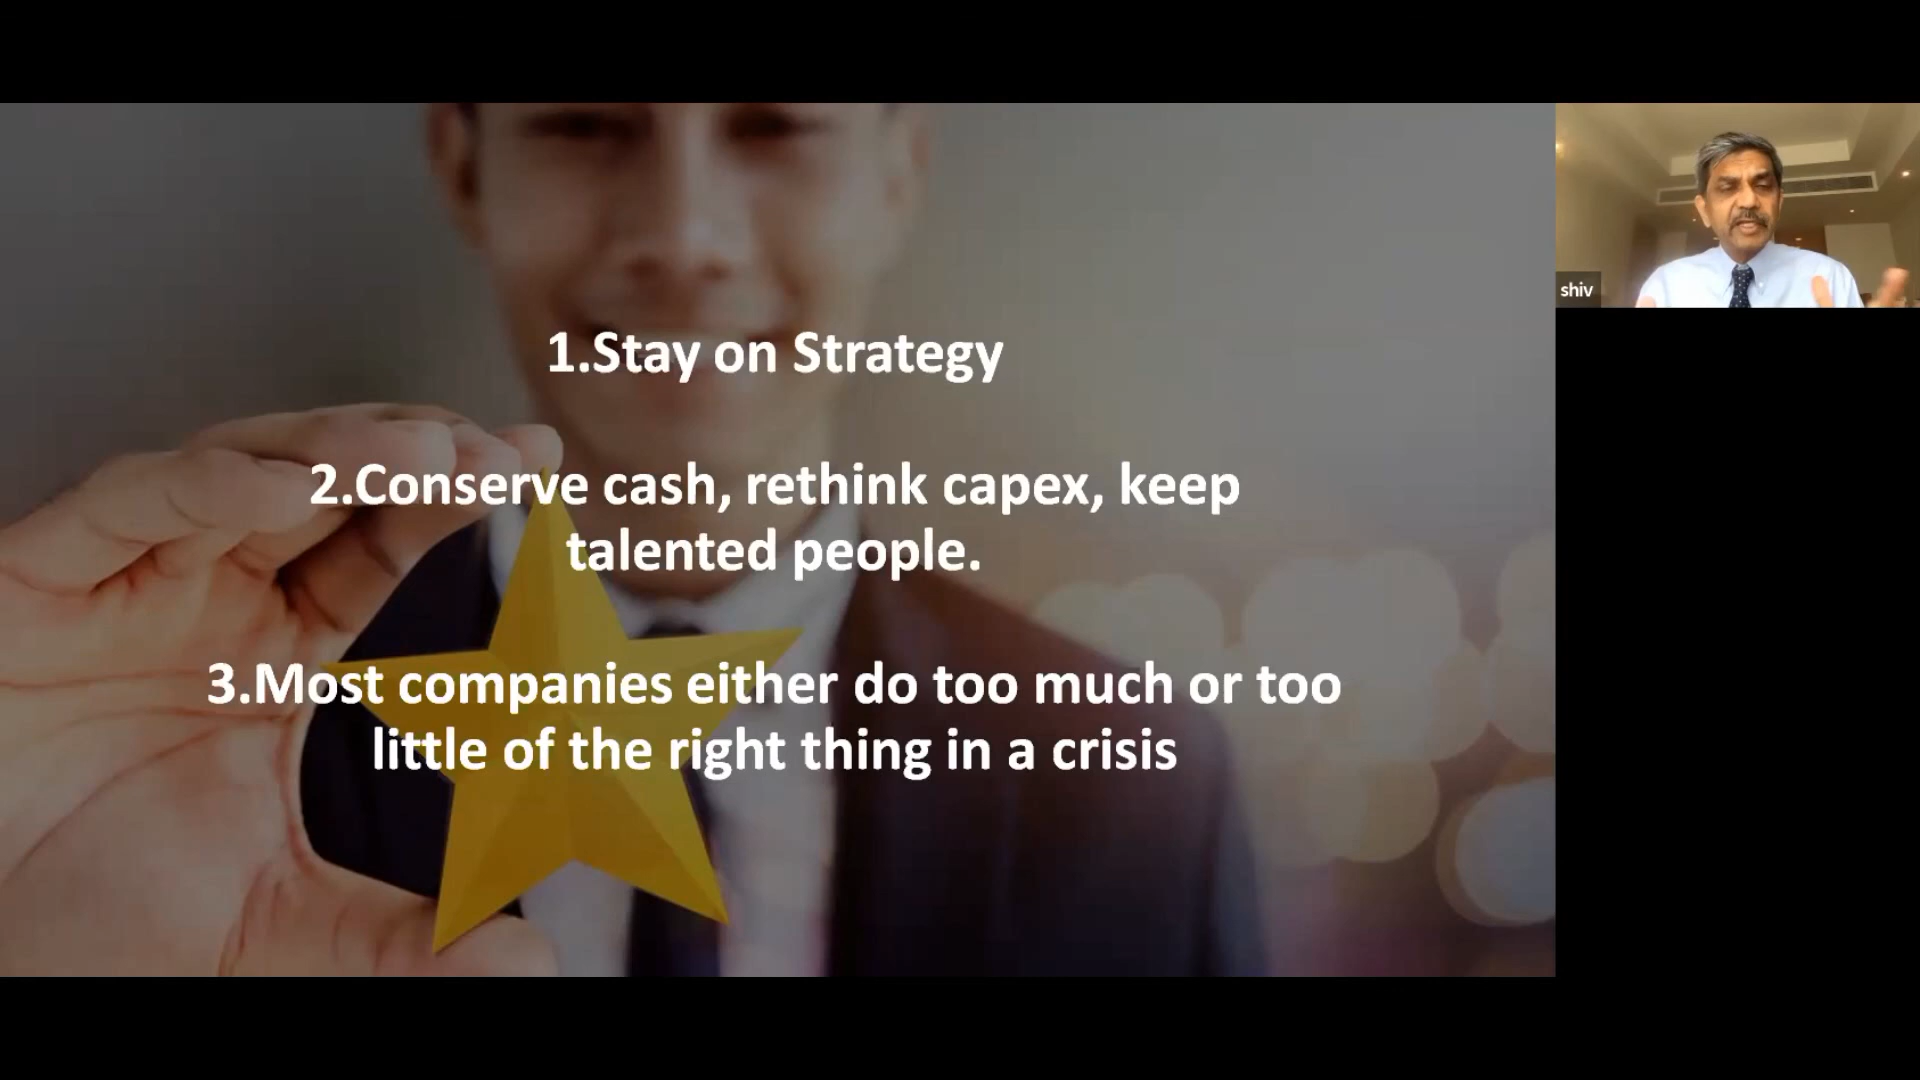 1.Stay on Strategy
2.Conserve cash, rethink capex, keep
talented people.
3.Most companies either do too much or too
little of the right thing in a crisis
shiv